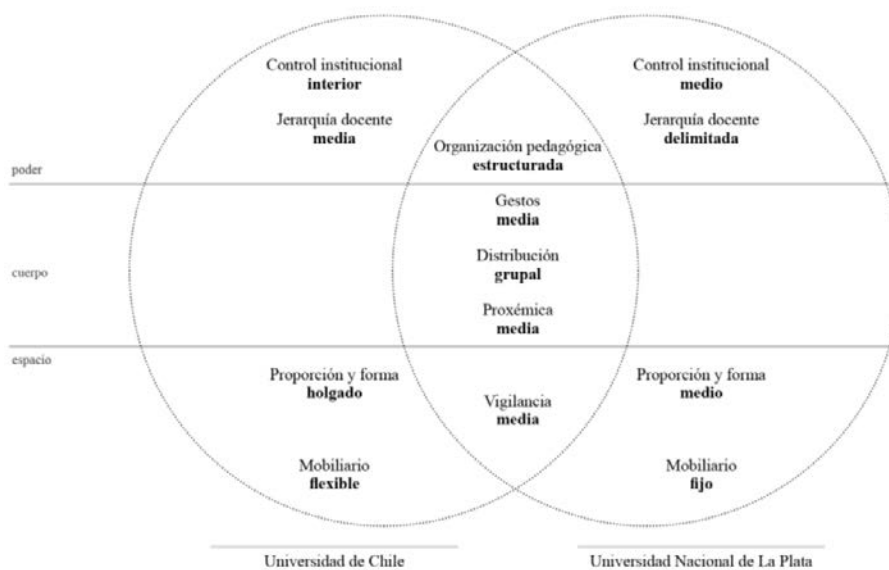 Control institucional
interior
Control institucional
medio
Jerarquía docente
media
Jerarquía docente
delimitada
Organización pedagógica
estructurada
poder
Gestos
media
Distribución
grupal
cuerpo
Proxémica
media
espacio
Proporción y forma
holgado
Proporción y forma
medio
Vigilancia
media
Mobiliario
flexible
Mobiliario
fijo
Universidad de Chile
Universidad Nacional de La Plata